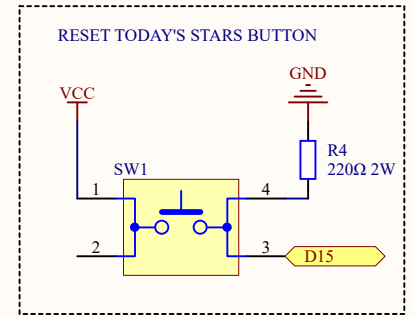 RESET TODAY'S STARS BUTTON
GND
VCC
R4
220Ω 2W
SW1
1
4
2
3
D15